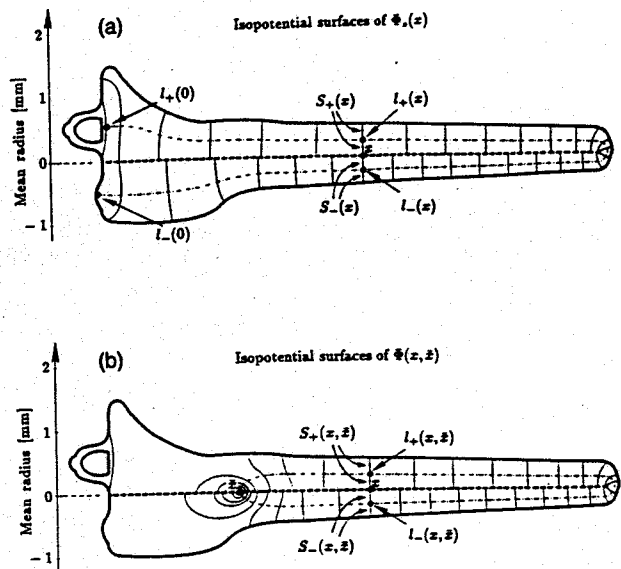 (a)
Isopotential surfaces of Φₛ(x)
2
1
0
−1
Mean radius [mm]
l₊(0)
S₊(x)
l₊(x)
l₋(0)
S₋(x)
l₋(x)
(b)
Isopotential surfaces of Φ(x, x̄)
2
1
0
−1
Mean radius [mm]
S₊(x, x̄)
l₊(x, x̄)
S₋(x, x̄)
l₋(x, x̄)